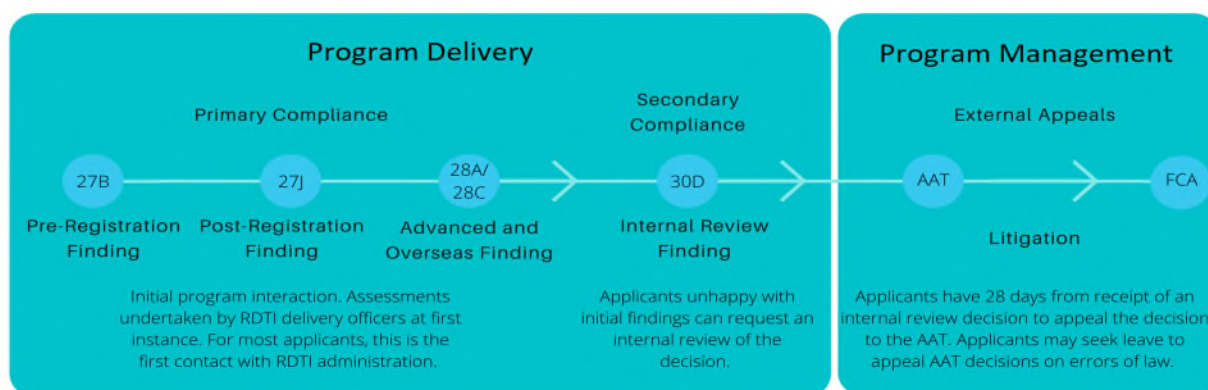 Program Delivery
Primary Compliance
Secondary
Compliance
27B
27J
28A/
28C
30D
Pre-Registration
Finding
Post-Registration
Finding
Advanced and
Overseas Finding
Internal Review
Finding
Initial program interaction. Assessments
undertaken by RDTI delivery officers at first
instance. For most applicants, this is the
first contact with RDTI administration.
Applicants unhappy with
initial findings can request an
internal review of the
decision.
Program Management
External Appeals
AAT
FCA
Litigation
Applicants have 28 days from receipt of an
internal review decision to appeal the decision
to the AAT. Applicants may seek leave to
appeal AAT decisions on errors of law.